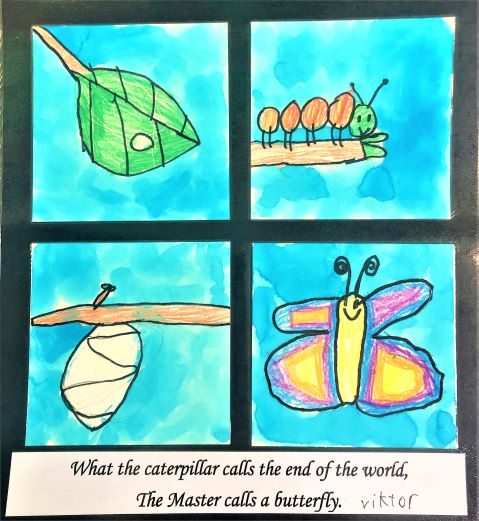 What the caterpillar calls the end of the world,
The Master calls a butterfly. viktor